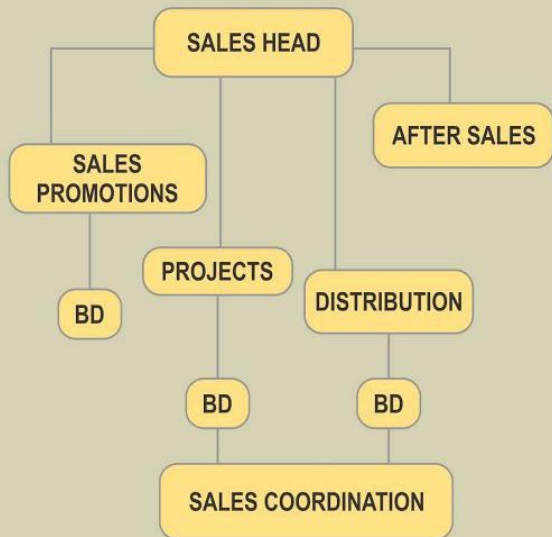 SALES HEAD
AFTER SALES
SALES
PROMOTIONS
PROJECTS
BD
DISTRIBUTION
BD
BD
SALES COORDINATION